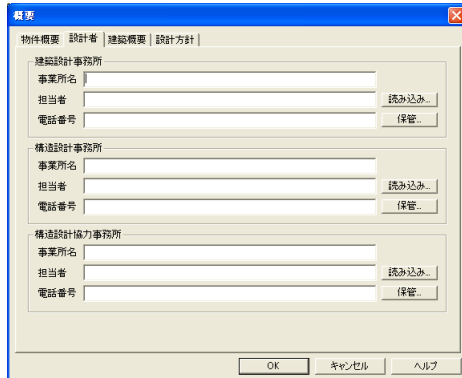 概要
物件概要 設計者 建築概要 設計方針
建築設計事務所
事業所名
担当者 読み込み...
電話番号 保管...
構造設計事務所
事業所名
担当者 読み込み...
電話番号 保管...
構造設計協力事務所
事業所名
担当者 読み込み...
電話番号 保管...
OK キャンセル ヘルプ